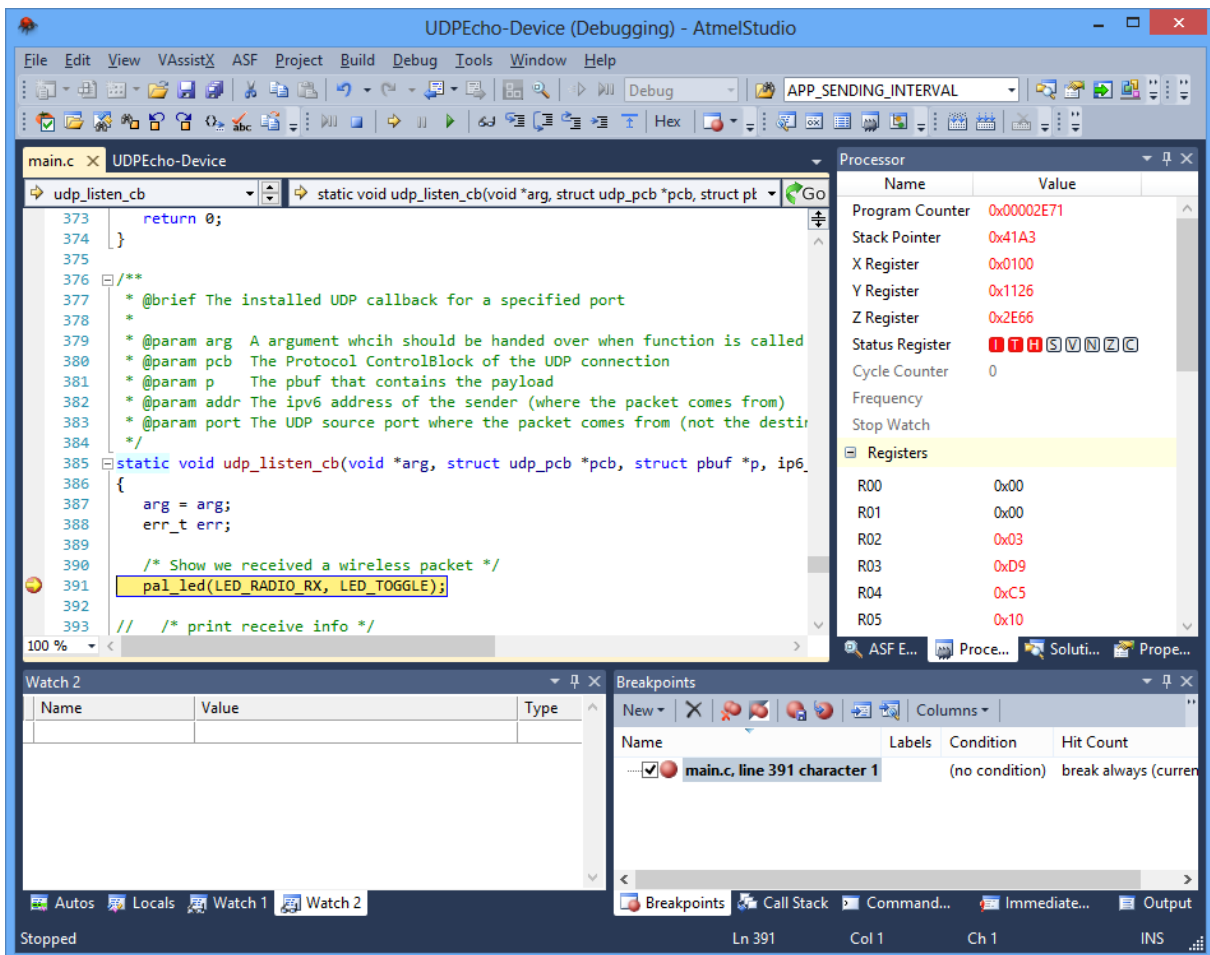 UDPEcho-Device (Debugging) - AtmelStudio
File Edit View VAssistX ASF Project Build Debug Tools Window Help
Debug APP_SENDING_INTERVAL
abc Hex
main.c UDPEcho-Device
udp_listen_cb static void udp_listen_cb(void *arg, struct udp_pcb *pcb, struct pb Go
373 return 0;
374 }
375
376 /**
377 * @brief The installed UDP callback for a specified port
378 *
379 * @param arg A argument whcih should be handed over when function is called
380 * @param pcb The Protocol ControlBlock of the UDP connection
381 * @param p The pbuf that contains the payload
382 * @param addr The ipv6 address of the sender (where the packet comes from)
383 * @param port The UDP source port where the packet comes from (not the destin
384 */
385 static void udp_listen_cb(void *arg, struct udp_pcb *pcb, struct pbuf *p, ip6_
386 {
387 arg = arg;
388 err_t err;
389
390 /* Show we received a wireless packet */
391 pal_led(LED_RADIO_RX, LED_TOGGLE);
392
393 // /* print receive info */
100 %
Processor
Name Value
Program Counter 0x00002E71
Stack Pointer 0x41A3
X Register 0x0100
Y Register 0x1126
Z Register 0x2E66
Status Register I T H S V N Z C
Cycle Counter 0
Frequency
Stop Watch
Registers
R00 0x00
R01 0x00
R02 0x03
R03 0xD9
R04 0xC5
R05 0x10
ASF E... Proce... Soluti... Prope...
Watch 2
Name Value Type
Autos Locals Watch 1 Watch 2
Breakpoints
New Columns
Name Labels Condition Hit Count
main.c, line 391 character 1 (no condition) break always (curren
Breakpoints Call Stack Command... Immediate... Output
Stopped Ln 391 Col 1 Ch 1 INS